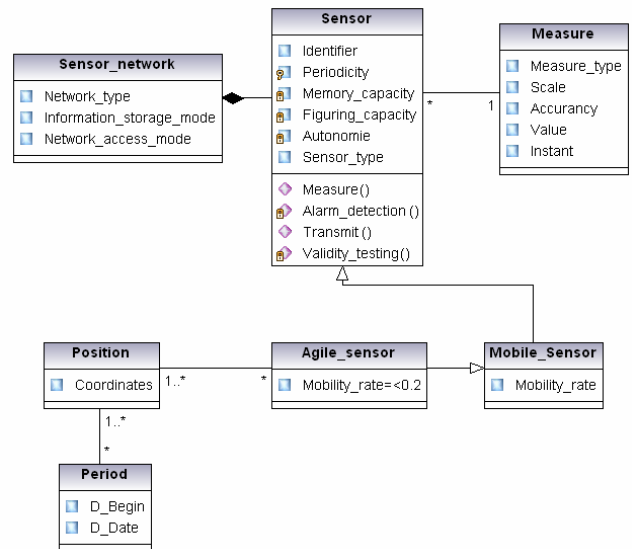 Sensor
Identifier
Periodicity
Memory_capacity
Figuring_capacity
Autonomie
Sensor_type
Measure()
Alarm_detection ()
Transmit ()
Validity_testing()
Sensor_network
Network_type
Information_storage_mode
Network_access_mode
*
1
Measure
Measure_type
Scale
Accurancy
Value
Instant
Position
Coordinates
1..*
*
Agile_sensor
Mobility_rate=<0.2
Mobile_Sensor
Mobility_rate
1..*
*
Period
D_Begin
D_Date